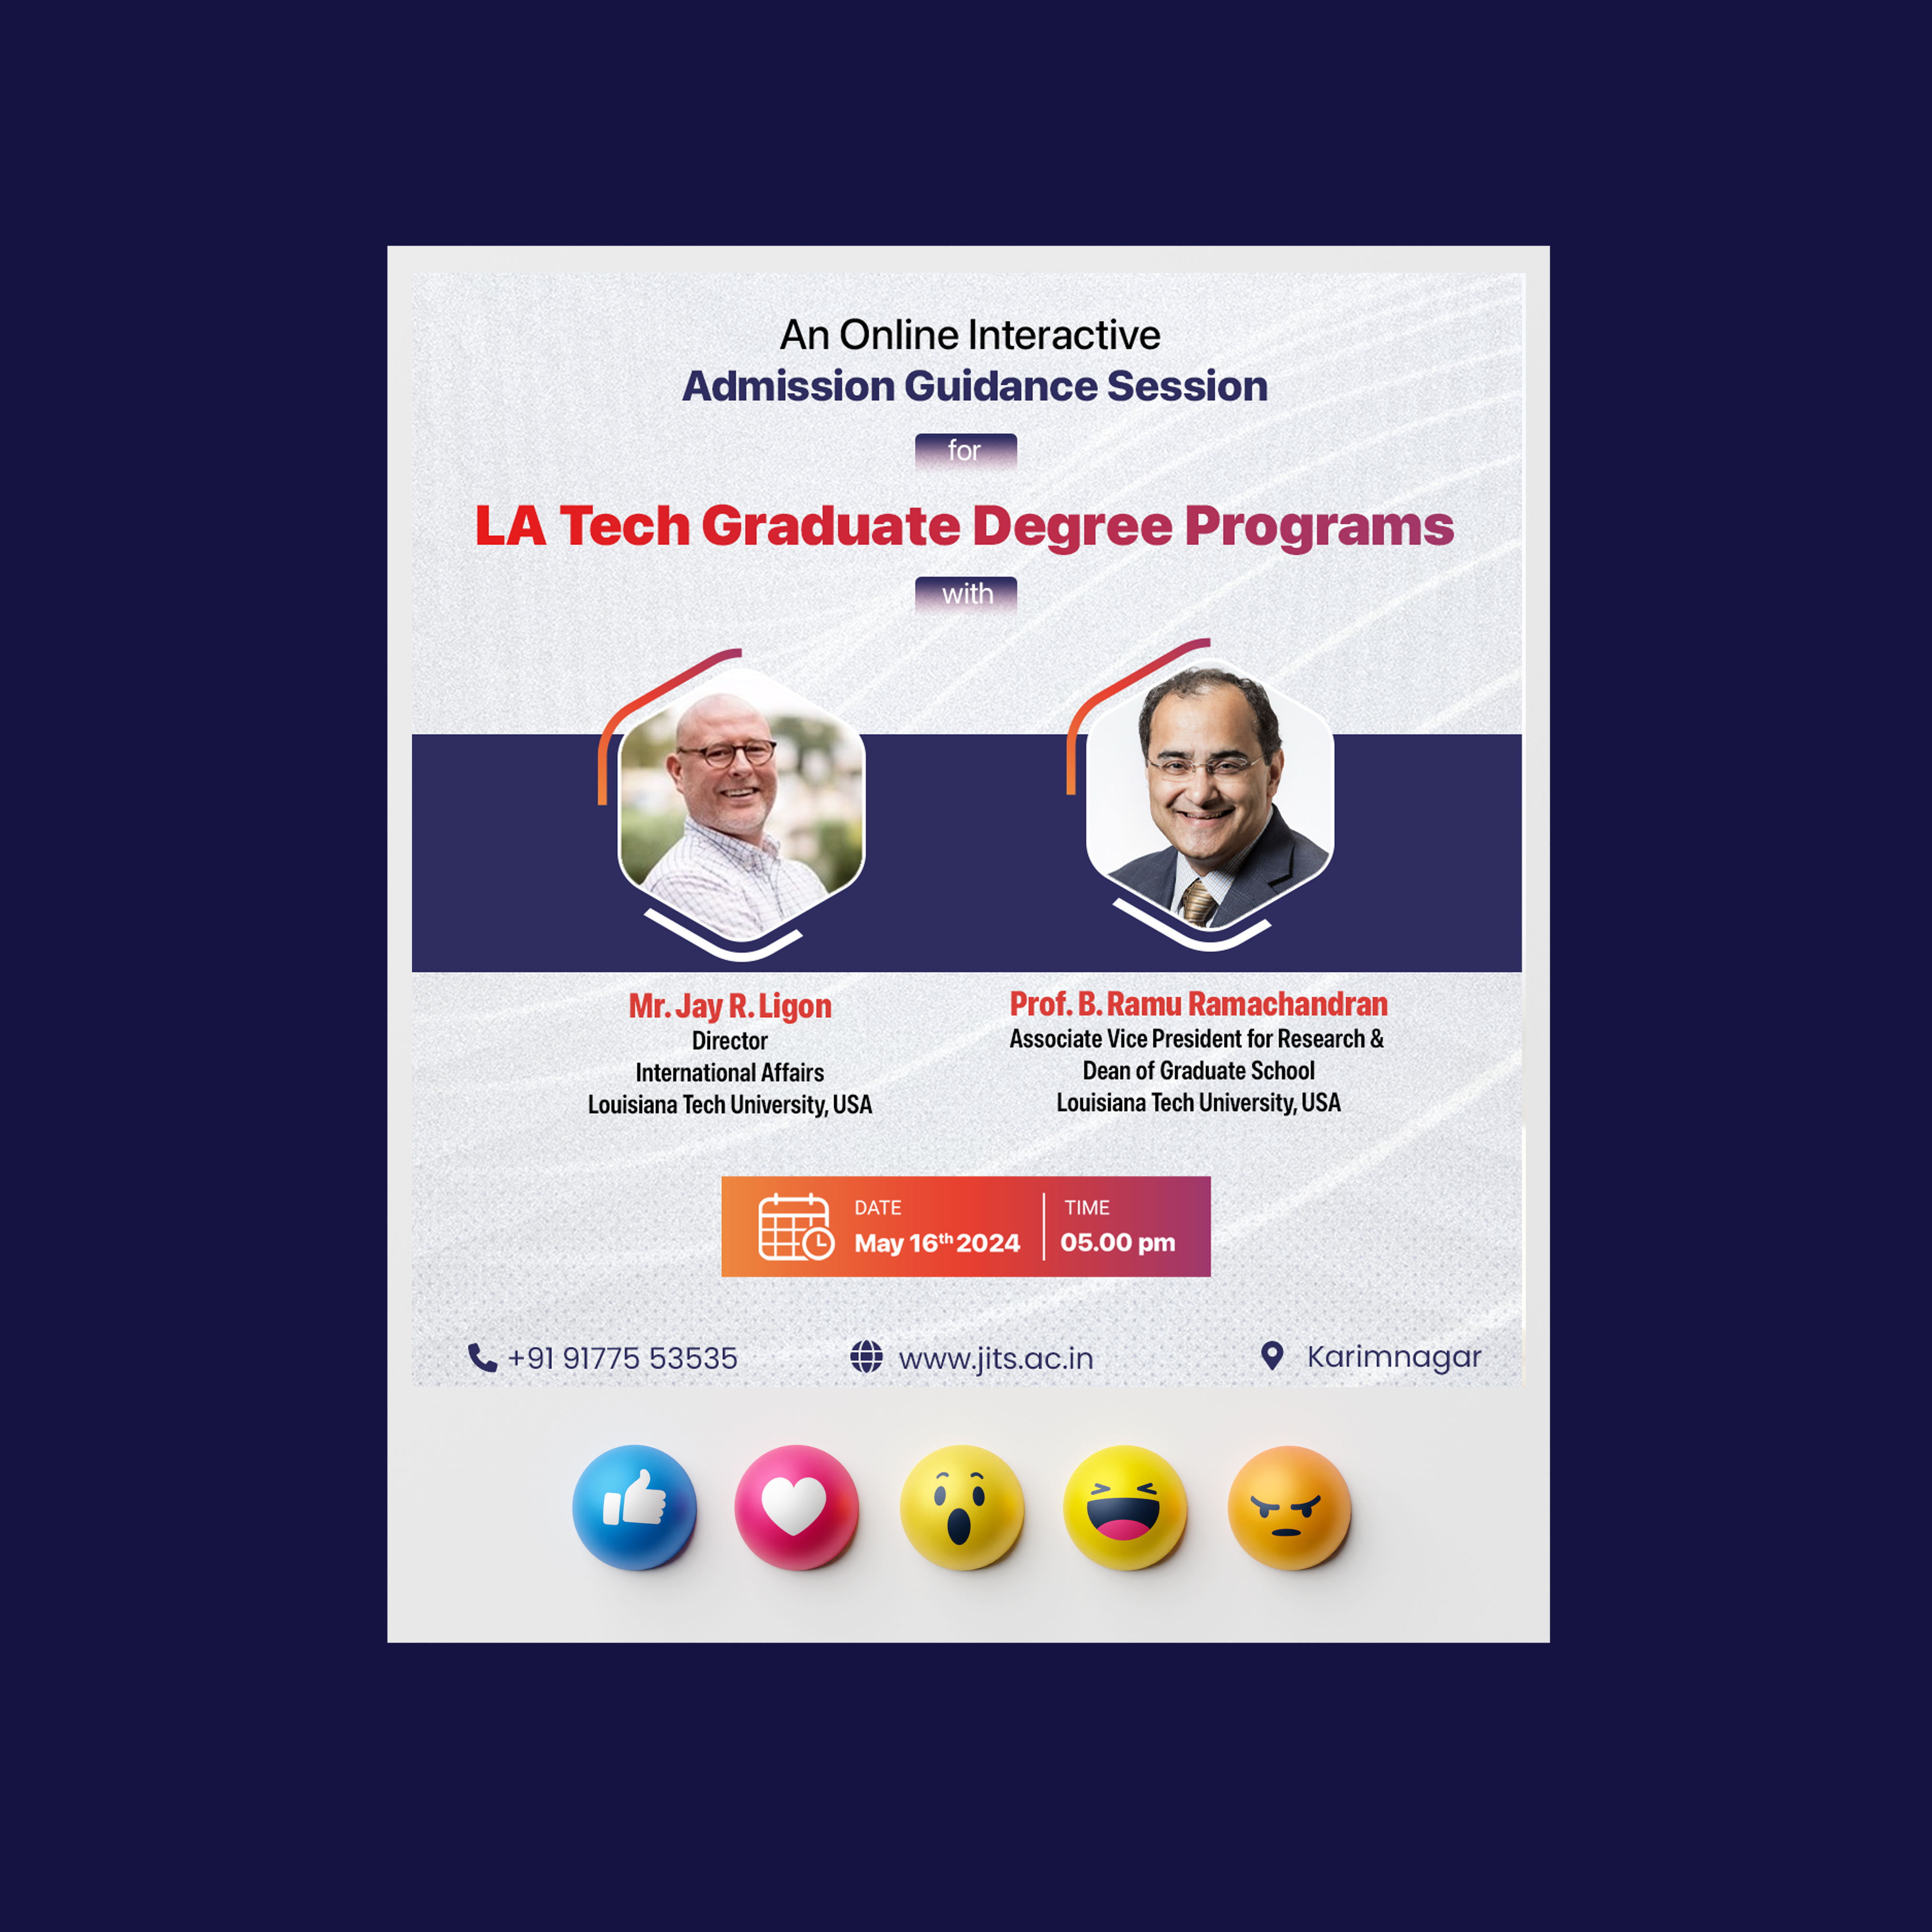 An Online Interactive
Admission Guidance Session
for
LA Tech Graduate Degree Programs
with
Mr. Jay R. Ligon
Director
International Affairs
Louisiana Tech University, USA
Prof. B. Ramu Ramachandran
Associate Vice President for Research &
Dean of Graduate School
Louisiana Tech University, USA
DATE
May 16th 2024
TIME
05.00 pm
+91 91775 53535
www.jits.ac.in
Karimnagar